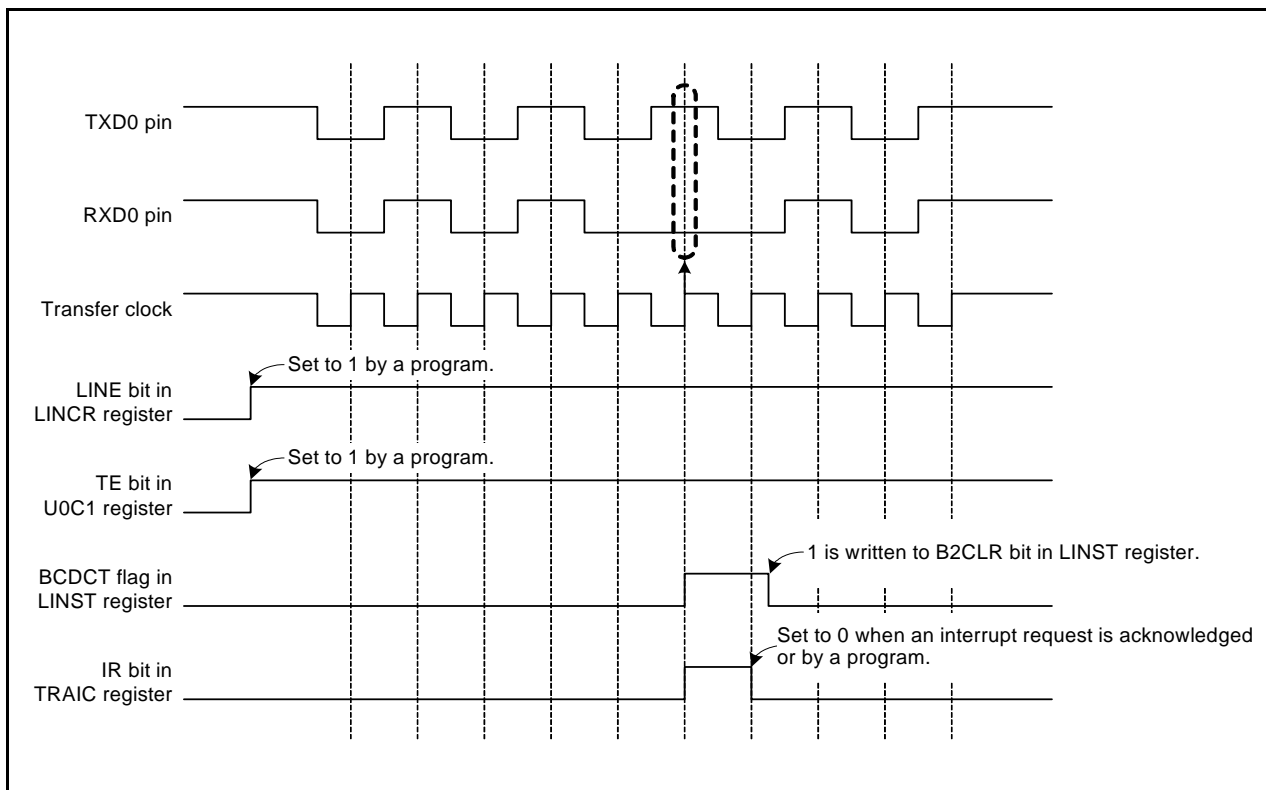 TXD0 pin
RXD0 pin
Transfer clock
Set to 1 by a program.
LINE bit in
LINCR register
Set to 1 by a program.
TE bit in
U0C1 register
1 is written to B2CLR bit in LINST register.
BCDCT flag in
LINST register
Set to 0 when an interrupt request is acknowledged
or by a program.
IR bit in
TRAIC register